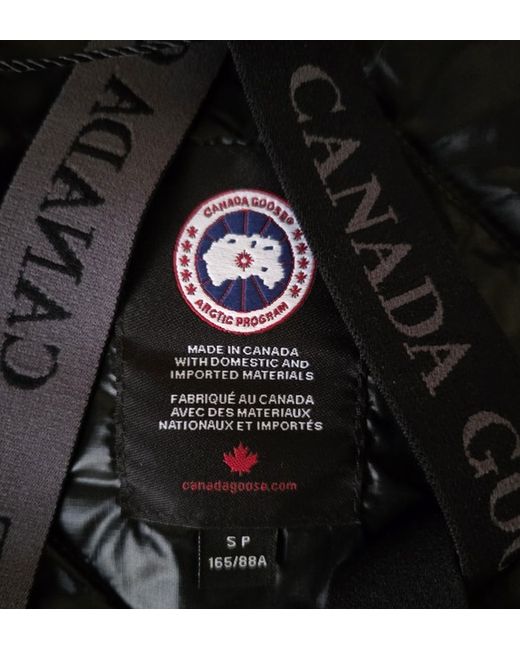 CANADA
CANADA GOO
CANADA GOOSE®
ARCTIC PROGRAM
MADE IN CANADA
WITH DOMESTIC AND
IMPORTED MATERIALS
FABRIQUÉ AU CANADA
AVEC DES MATERIAUX
NATIONAUX ET IMPORTÉS
canadagoose.com
S P
165/88A